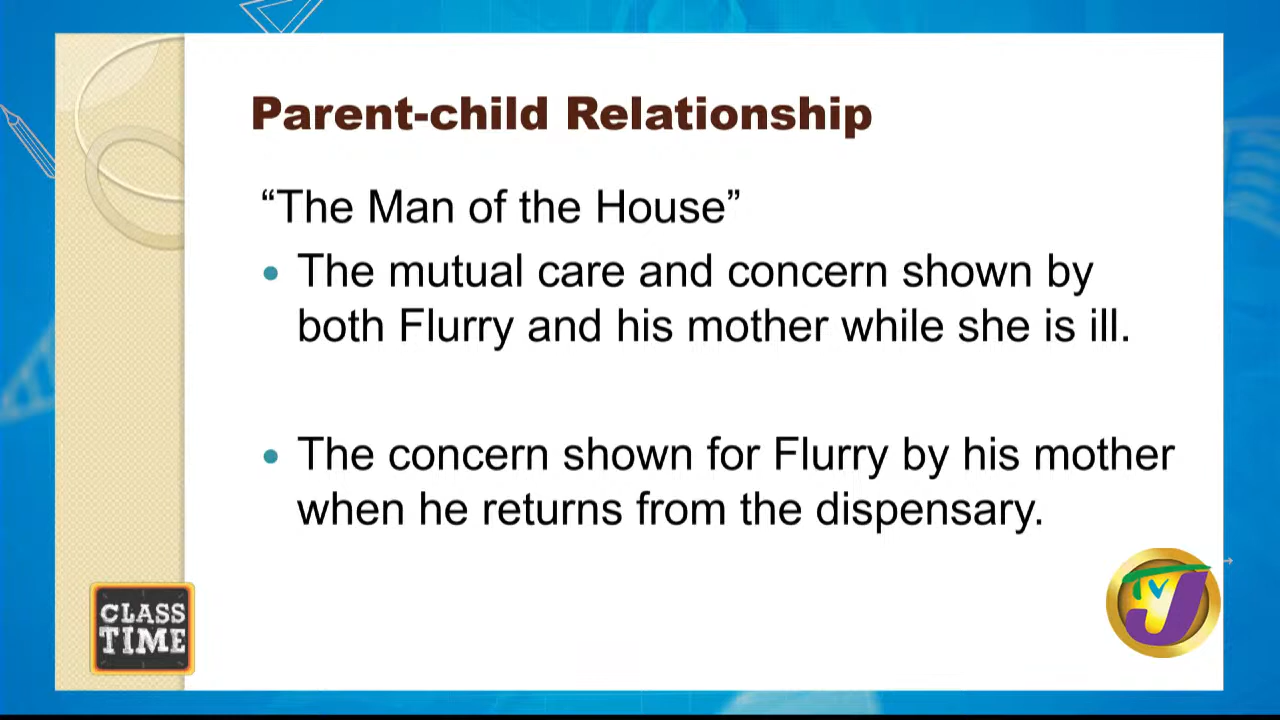 Parent-child Relationship
“The Man of the House”
• The mutual care and concern shown by
both Flurry and his mother while she is ill.
• The concern shown for Flurry by his mother
when he returns from the dispensary.
CLASS
TIME
TVJ